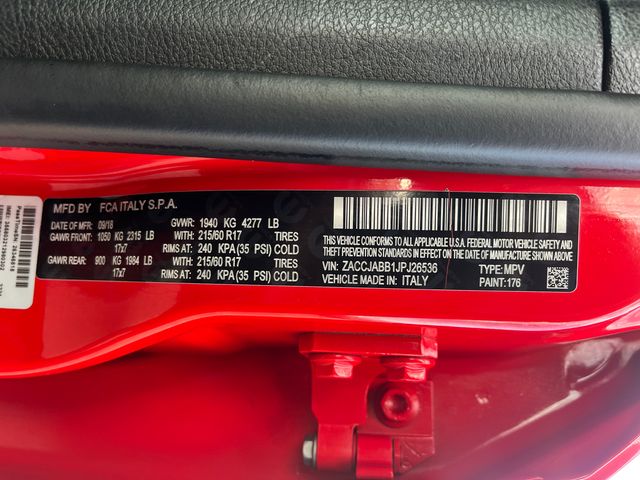 MFD BY FCA ITALY S.P.A.
DATE OF MFR: 09/18 GVWR: 1940 KG 4277 LB
GAWR FRONT: 1050 KG 2315 LB WITH: 215/60 R17 TIRES
17x7 RIMS AT: 240 KPA (35 PSI) COLD
GAWR REAR: 900 KG 1984 LB WITH: 215/60 R17 TIRES
17x7 RIMS AT: 240 KPA (35 PSI) COLD
THIS VEHICLE CONFORMS TO ALL APPLICABLE U.S.A. FEDERAL MOTOR VEHICLE SAFETY
AND THEFT PREVENTION STANDARDS IN EFFECT ON THE DATE OF MANUFACTURE SHOWN ABOVE.
VIN: ZACCJABB1JPJ26536 TYPE: MPV
VEHICLE MADE IN: ITALY PAINT: 176